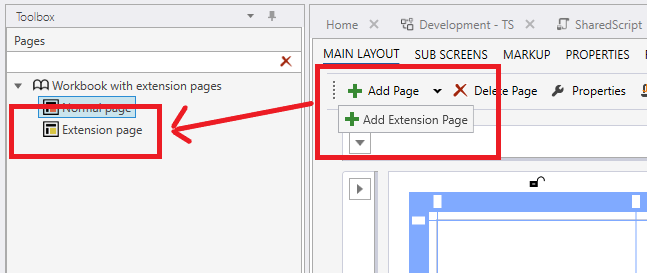 Toolbox
Pages
Workbook with extension pages
Normal page
Extension page
Home
Development - TS
SharedScript
MAIN LAYOUT
SUB SCREENS
MARKUP
PROPERTIES
Add Page
Delete Page
Properties
Add Extension Page